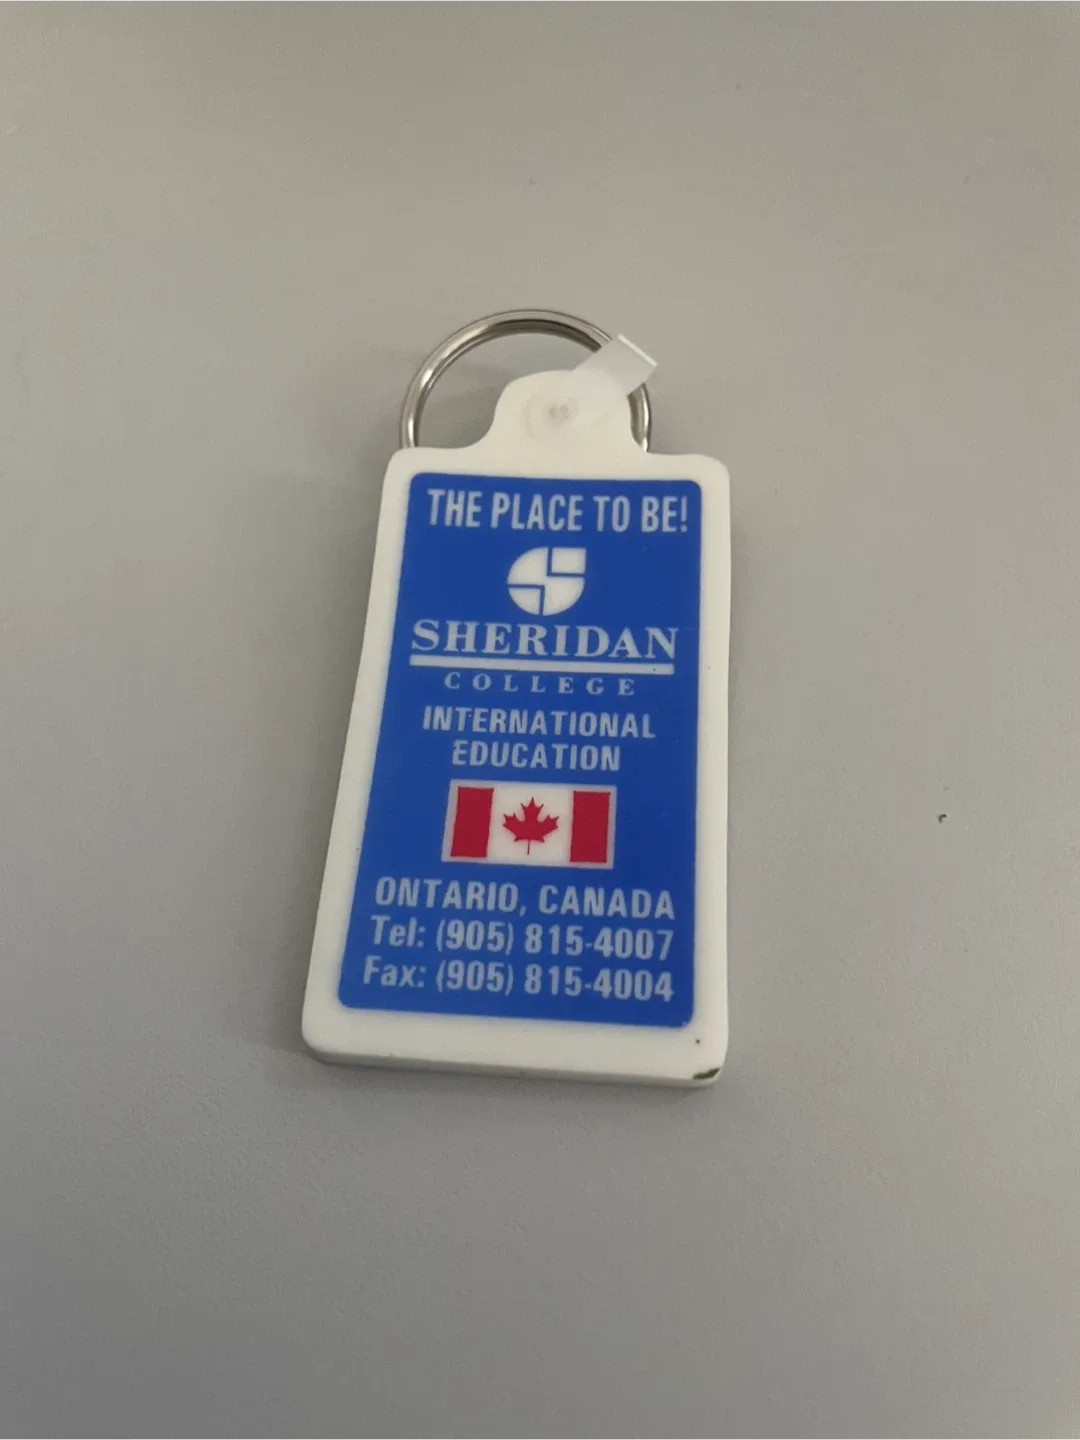 THE PLACE TO BE!
SHERIDAN
COLLEGE
INTERNATIONAL
EDUCATION
ONTARIO, CANADA
Tel: (905) 815-4007
Fax: (905) 815-4004